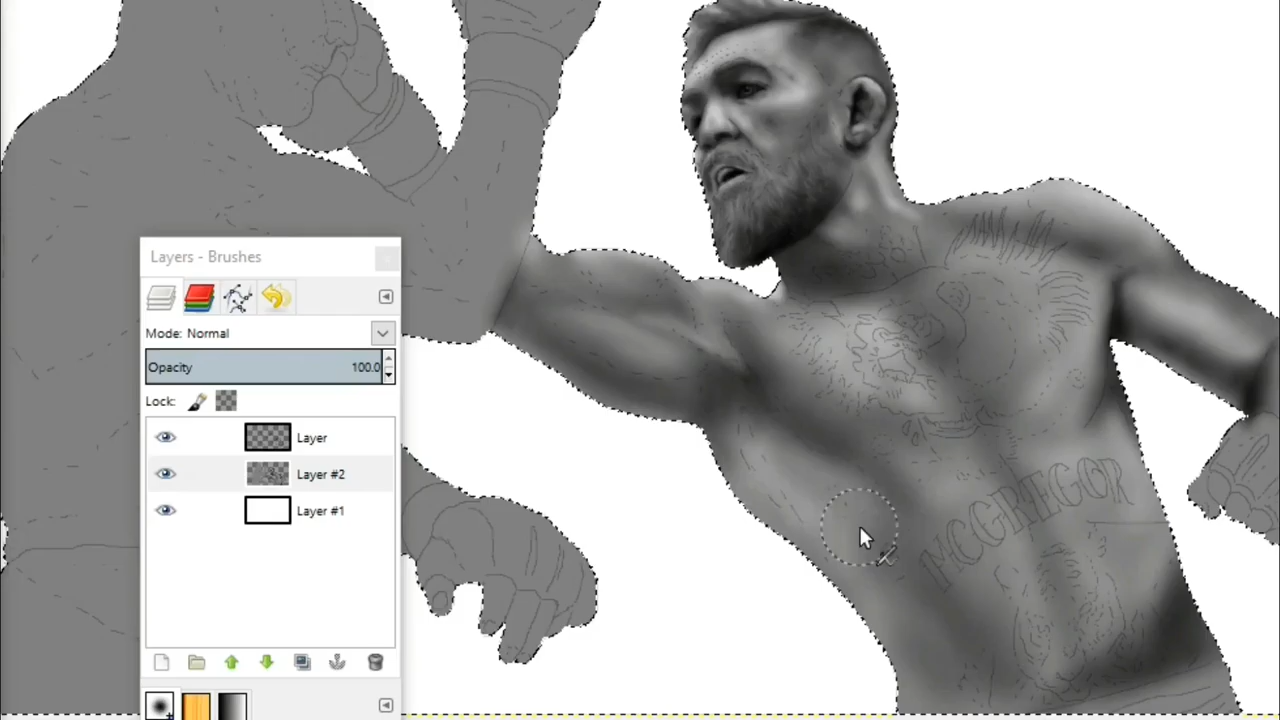 Layers - Brushes
Mode: Normal
Opacity 100.0
Lock:
Layer
Layer #2
Layer #1
MCGREGOR